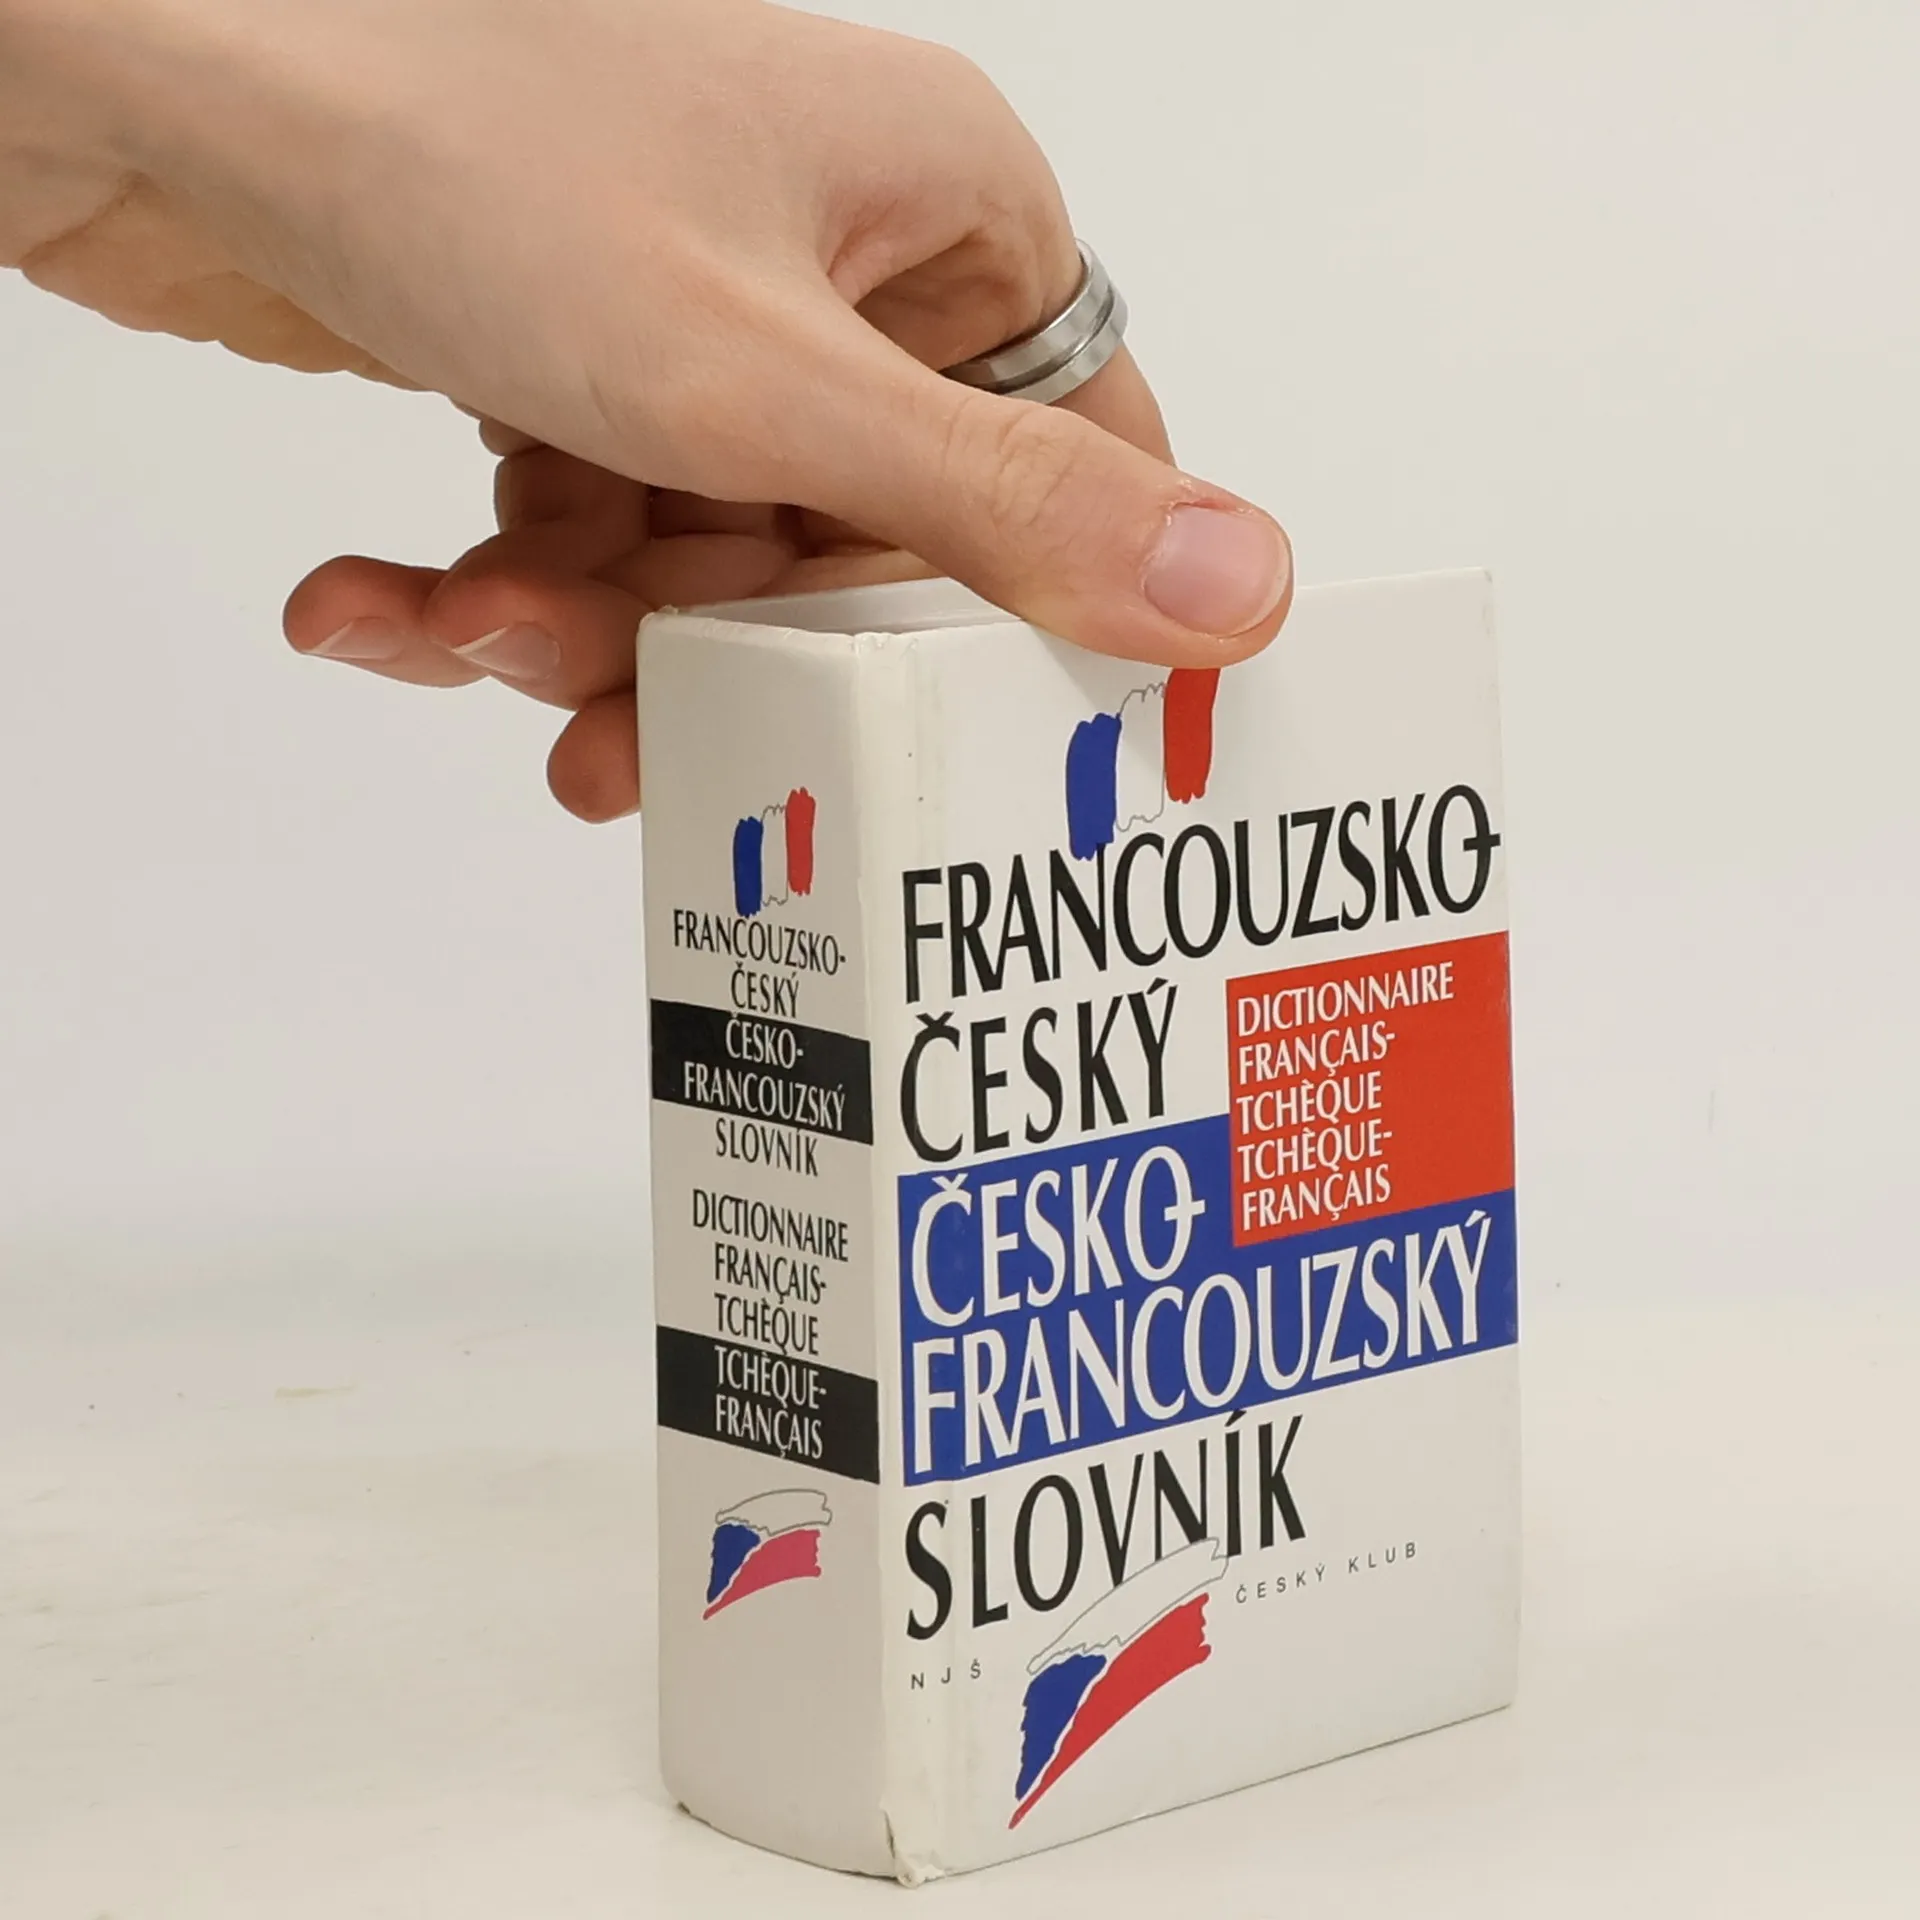 FRANCOUZSKO-
ČESKÝ
ČESKO-
FRANCOUZSKÝ
SLOVNÍK
DICTIONNAIRE
FRANÇAIS-
TCHÈQUE
TCHÈQUE-
FRANÇAIS
FRANCOUZSKO-
ČESKÝ
DICTIONNAIRE
FRANÇAIS-
TCHÈQUE
TCHÈQUE-
FRANÇAIS
ČESKO-
FRANCOUZSKÝ
SLOVNÍK
NJŠ
ČESKÝ KLUB